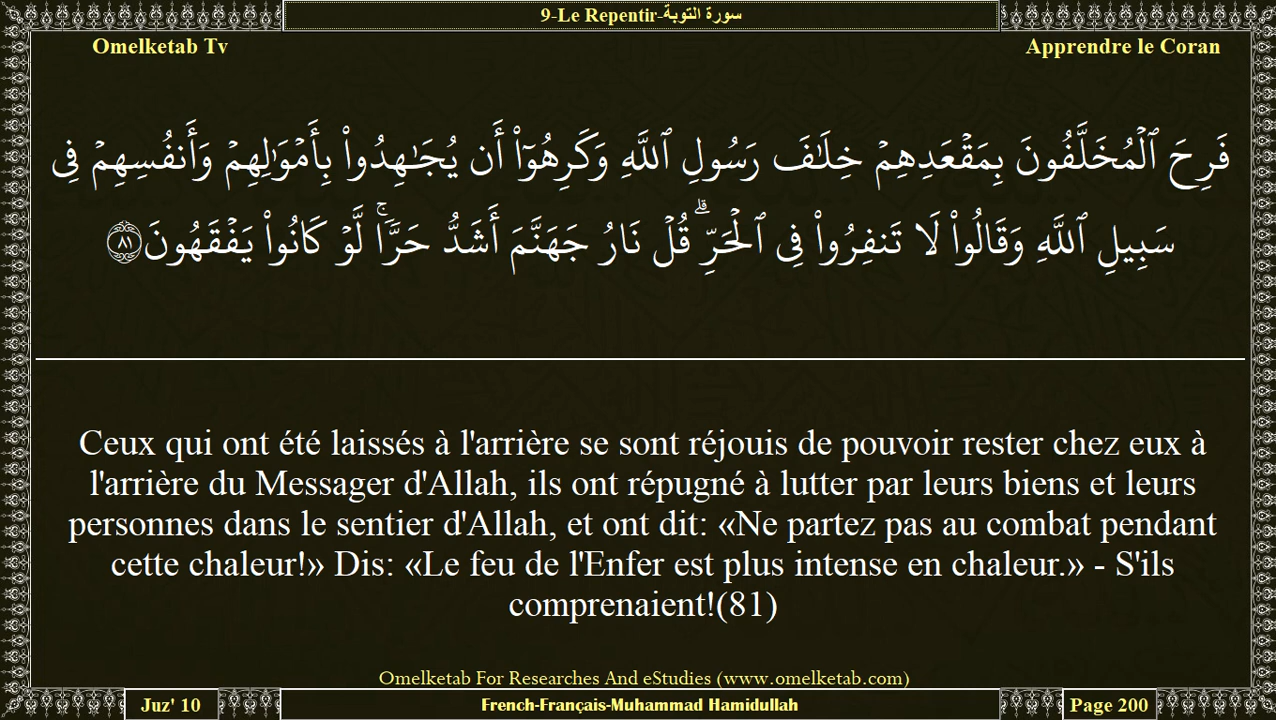 9-Le Repentir-سورة التوبة
Omelketab Tv
Apprendre le Coran
فَرِحَ ٱلۡمُخَلَّفُونَ بِمَقۡعَدِهِمۡ خِلَٰفَ رَسُولِ ٱللَّهِ وَكَرِهُوٓاْ أَن يُجَٰهِدُواْ بِأَمۡوَٰلِهِمۡ وَأَنفُسِهِمۡ فِى
سَبِيلِ ٱللَّهِ وَقَالُواْ لَا تَنفِرُواْ فِى ٱلۡحَرِّۗ قُلۡ نَارُ جَهَنَّمَ أَشَدُّ حَرّٗاۚ لَّوۡ كَانُواْ يَفۡقَهُونَ ٨١
Ceux qui ont été laissés à l'arrière se sont réjouis de pouvoir rester chez eux à
l'arrière du Messager d'Allah, ils ont répugné à lutter par leurs biens et leurs
personnes dans le sentier d'Allah, et ont dit: «Ne partez pas au combat pendant
cette chaleur!» Dis: «Le feu de l'Enfer est plus intense en chaleur.» - S'ils
comprenaient!(81)
Omelketab For Researches And eStudies (www.omelketab.com)
Juz' 10
French-Français-Muhammad Hamidullah
Page 200